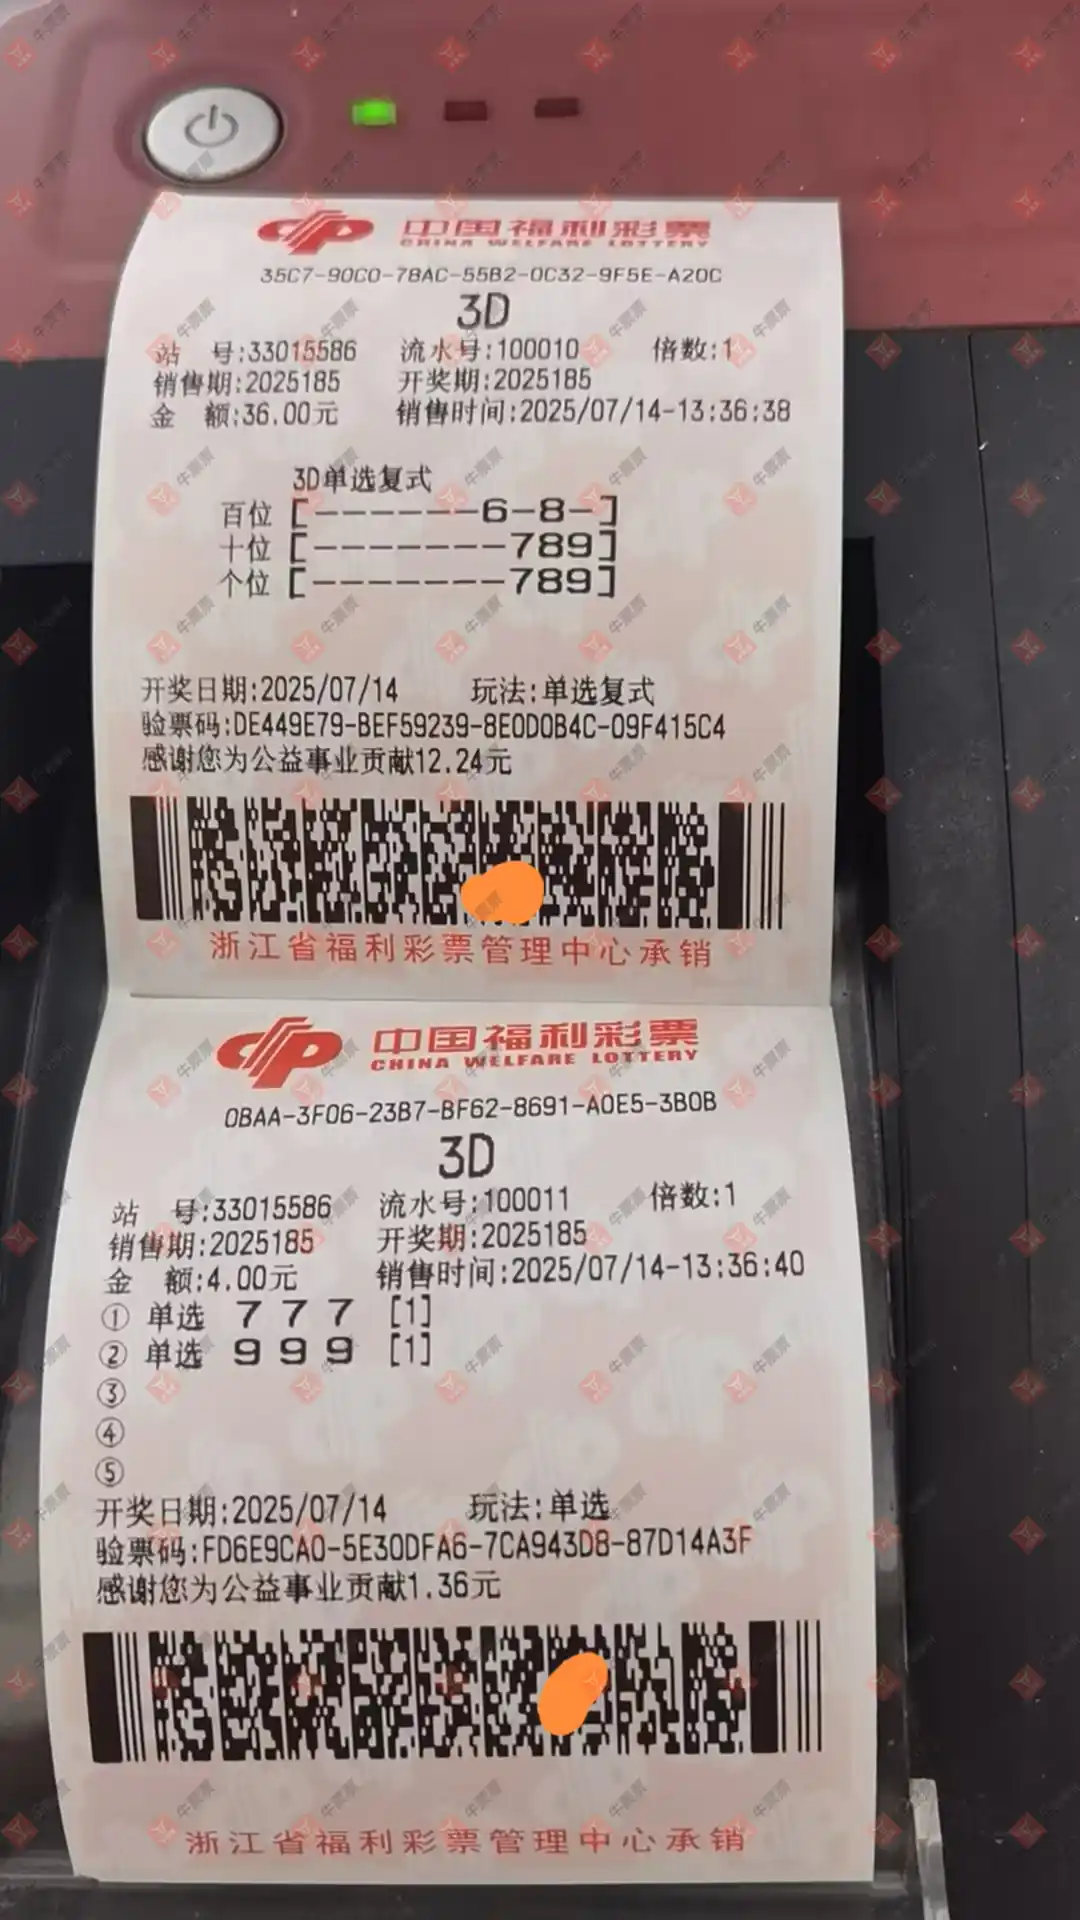 中国福利彩票
CHINA WELFARE LOTTERY
35C7-90C0-78AC-55B2-0C32-9F5E-A20C
3D
站 号:33015586 流水号:100010 倍数:1
销售期:2025185 开奖期:2025185
金 额:36.00元 销售时间:2025/07/14-13:36:38
3D单选复式
百位 [------6-8-]
十位 [-------789]
个位 [-------789]
开奖日期:2025/07/14 玩法:单选复式
验票码:DE449E79-BEF59239-8E0D0B4C-09F415C4
感谢您为公益事业贡献12.24元
浙江省福利彩票管理中心承销
中国福利彩票
CHINA WELFARE LOTTERY
0BAA-3F06-23B7-BF62-8691-A0E5-3B0B
3D
站 号:33015586 流水号:100011 倍数:1
销售期:2025185 开奖期:2025185
金 额:4.00元 销售时间:2025/07/14-13:36:40
① 单选 7 7 7 [1]
② 单选 9 9 9 [1]
③
④
⑤
开奖日期:2025/07/14 玩法:单选
验票码:FD6E9CA0-5E30DFA6-7CA943D8-87D14A3F
感谢您为公益事业贡献1.36元
浙江省福利彩票管理中心承销
牛票票